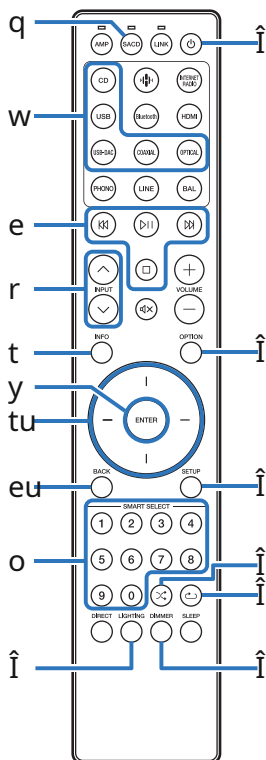 q
AMP SACD LINK Î
CD INTERNET RADIO
w USB Bluetooth HDMI
USB-DAC COAXIAL OPTICAL
PHONO LINE BAL
e
r INPUT VOLUME
t INFO OPTION Î
y
tu ENTER
eu BACK SETUP Î
SMART SELECT
1 2 3 4
o 5 6 7 8 Î
9 0 Î
DIRECT LIGHTING DIMMER SLEEP
Î Î